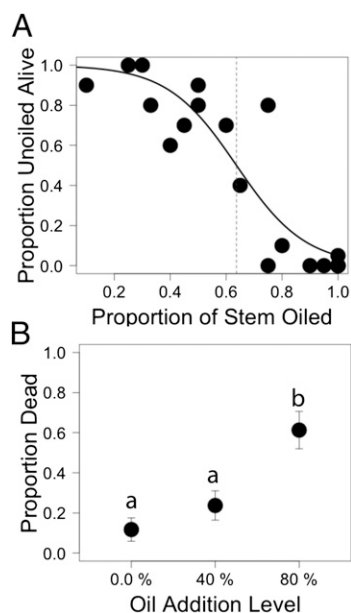 A
Proportion Unoiled Alive
1.0
0.8
0.6
0.4
0.2
0.0
0.2 0.4 0.6 0.8 1.0
Proportion of Stem Oiled
B
Proportion Dead
1.0
0.8
0.6
0.4
0.2
0.0
a a b
0.0 % 40 % 80 %
Oil Addition Level